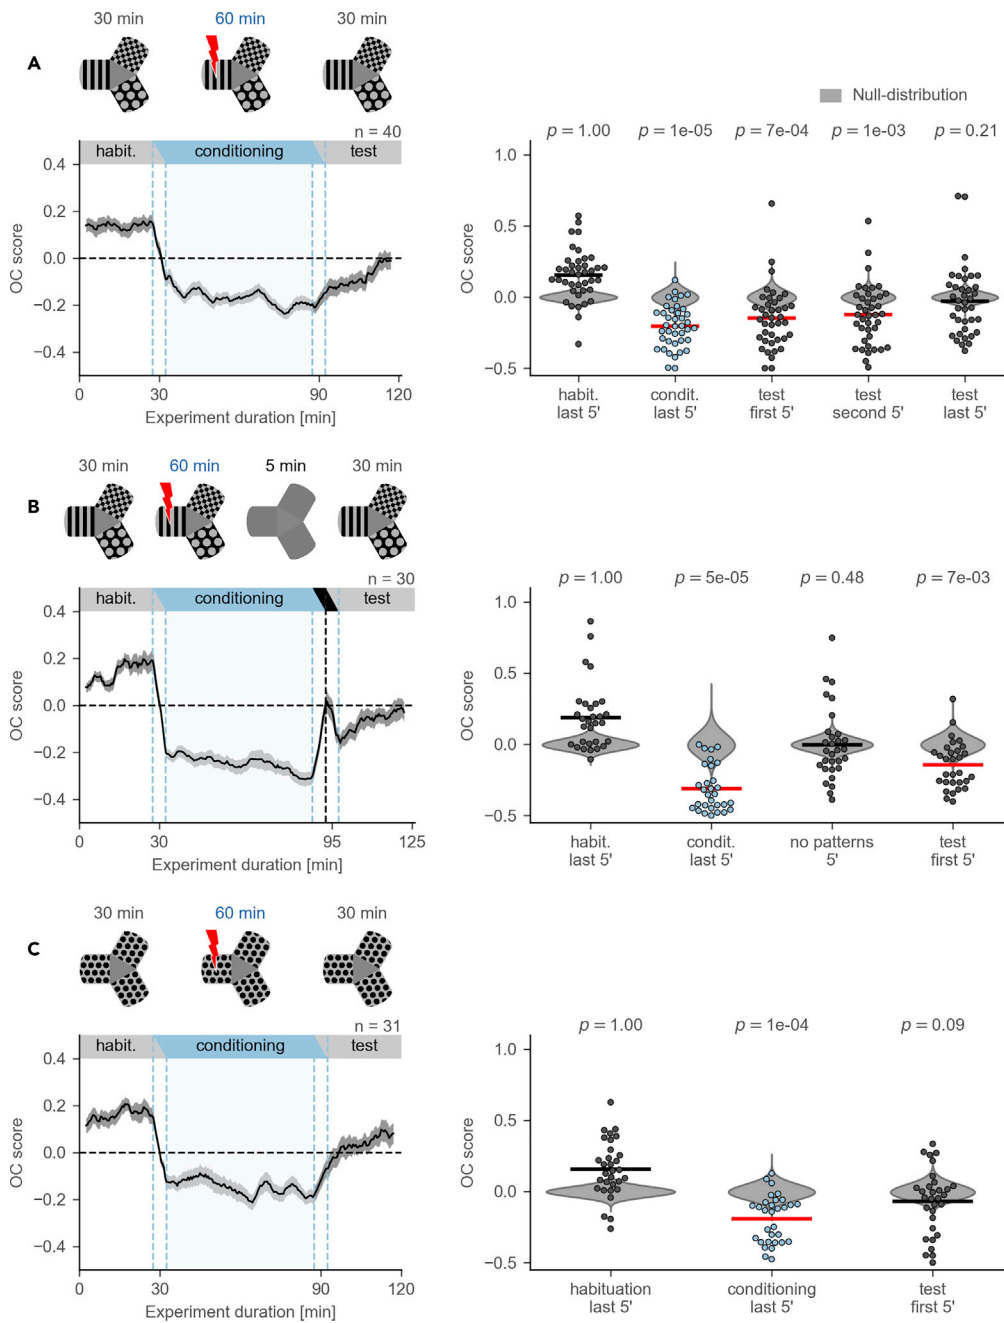 30 min 60 min 30 min
A
n = 40
habit. conditioning test
0.4
0.2
0.0
−0.2
−0.4
OC score
0 30 90 120
Experiment duration [min]
Null-distribution
p = 1.00 p = 1e-05 p = 7e-04 p = 1e-03 p = 0.21
1.0
0.5
0.0
−0.5
OC score
habit. condit. test test test
last 5' last 5' first 5' second 5' last 5'
30 min 60 min 5 min 30 min
B
n = 30
habit. conditioning test
0.4
0.2
0.0
−0.2
−0.4
OC score
0 30 95 125
Experiment duration [min]
p = 1.00 p = 5e-05 p = 0.48 p = 7e-03
1.0
0.5
0.0
−0.5
OC score
habit. condit. no patterns test
last 5' last 5' 5' first 5'
30 min 60 min 30 min
C
n = 31
habit. conditioning test
0.4
0.2
0.0
−0.2
−0.4
OC score
0 30 90 120
Experiment duration [min]
p = 1.00 p = 1e-04 p = 0.09
1.0
0.5
0.0
−0.5
OC score
habituation conditioning test
last 5' last 5' first 5'